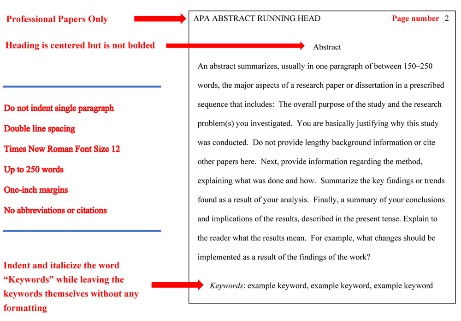 Professional Papers Only
APA ABSTRACT RUNNING HEAD Page number 2
Heading is centered but is not bolded
Abstract
An abstract summarizes, usually in one paragraph of between 150–250
words, the major aspects of a research paper or dissertation in a prescribed
sequence that includes: The overall purpose of the study and the research
problem(s) you investigated. You are basically justifying why this study
was conducted. Do not provide lengthy background information or cite
other papers here. Next, provide information regarding the method,
explaining what was done and how. Summarize the key findings or trends
found as a result of your analysis. Finally, a summary of your conclusions
and implications of the results, described in the present tense. Explain to
the reader what the results mean. For example, what changes should be
implemented as a result of the findings of the work?
Keywords: example keyword, example keyword, example keyword
Do not indent single paragraph
Double line spacing
Times New Roman Font Size 12
Up to 250 words
One-inch margins
No abbreviations or citations
Indent and italicize the word
“Keywords” while leaving the
keywords themselves without any
formatting